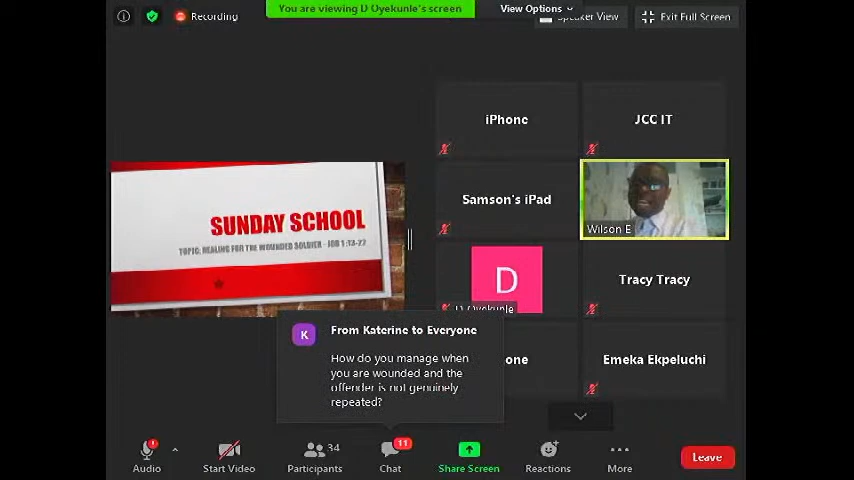 Recording
You are viewing D Oyekunle's screen
View Options
Speaker View
Exit Full Screen
iPhone
JCC IT
SUNDAY SCHOOL
TOPIC: HEALING FOR THE WOUNDED SOLDIER - JOB 1:13-22
Samson's iPad
Wilson E
D
D Oyekunle
Tracy Tracy
one
Emeka Ekpeluchi
K
From Katerine to Everyone
How do you manage when
you are wounded and the
offender is not genuinely
repeated?
Audio
Start Video
34
Participants
11
Chat
Share Screen
Reactions
More
Leave